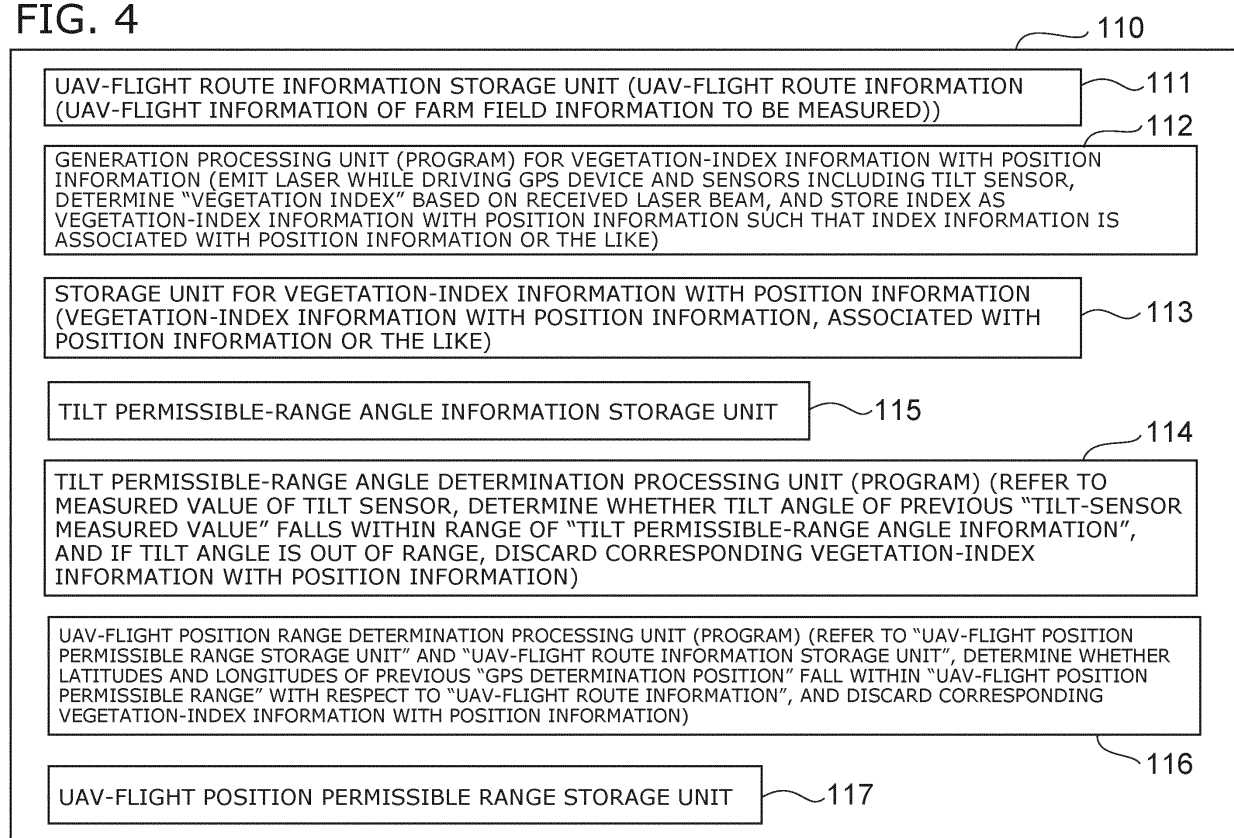 FIG. 4
110
UAV-FLIGHT ROUTE INFORMATION STORAGE UNIT (UAV-FLIGHT ROUTE INFORMATION
(UAV-FLIGHT INFORMATION OF FARM FIELD INFORMATION TO BE MEASURED))
111
112
GENERATION PROCESSING UNIT (PROGRAM) FOR VEGETATION-INDEX INFORMATION WITH POSITION
INFORMATION (EMIT LASER WHILE DRIVING GPS DEVICE AND SENSORS INCLUDING TILT SENSOR,
DETERMINE “VEGETATION INDEX” BASED ON RECEIVED LASER BEAM, AND STORE INDEX AS
VEGETATION-INDEX INFORMATION WITH POSITION INFORMATION SUCH THAT INDEX INFORMATION IS
ASSOCIATED WITH POSITION INFORMATION OR THE LIKE)
STORAGE UNIT FOR VEGETATION-INDEX INFORMATION WITH POSITION INFORMATION
(VEGETATION-INDEX INFORMATION WITH POSITION INFORMATION, ASSOCIATED WITH
POSITION INFORMATION OR THE LIKE)
113
TILT PERMISSIBLE-RANGE ANGLE INFORMATION STORAGE UNIT
115
114
TILT PERMISSIBLE-RANGE ANGLE DETERMINATION PROCESSING UNIT (PROGRAM) (REFER TO
MEASURED VALUE OF TILT SENSOR, DETERMINE WHETHER TILT ANGLE OF PREVIOUS “TILT-SENSOR
MEASURED VALUE” FALLS WITHIN RANGE OF “TILT PERMISSIBLE-RANGE ANGLE INFORMATION”,
AND IF TILT ANGLE IS OUT OF RANGE, DISCARD CORRESPONDING VEGETATION-INDEX
INFORMATION WITH POSITION INFORMATION)
UAV-FLIGHT POSITION RANGE DETERMINATION PROCESSING UNIT (PROGRAM) (REFER TO “UAV-FLIGHT POSITION
PERMISSIBLE RANGE STORAGE UNIT” AND “UAV-FLIGHT ROUTE INFORMATION STORAGE UNIT”, DETERMINE WHETHER
LATITUDES AND LONGITUDES OF PREVIOUS “GPS DETERMINATION POSITION” FALL WITHIN “UAV-FLIGHT POSITION
PERMISSIBLE RANGE” WITH RESPECT TO “UAV-FLIGHT ROUTE INFORMATION”, AND DISCARD CORRESPONDING
VEGETATION-INDEX INFORMATION WITH POSITION INFORMATION)
116
UAV-FLIGHT POSITION PERMISSIBLE RANGE STORAGE UNIT
117